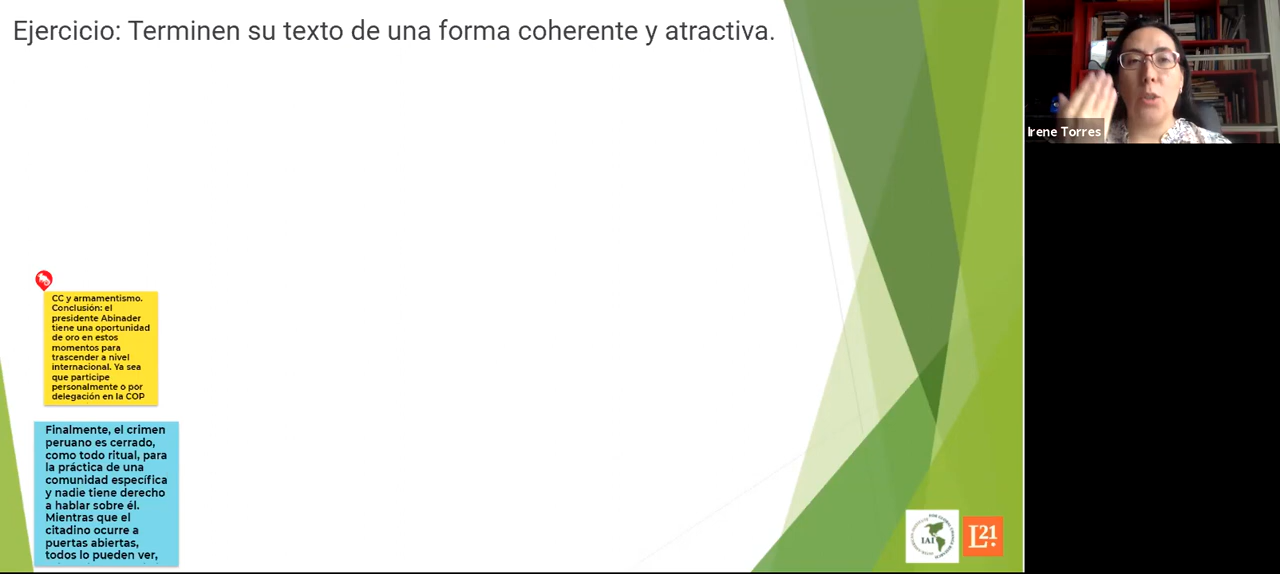 Ejercicio: Terminen su texto de una forma coherente y atractiva.
Irene Torres
CC y armamentismo.
Conclusión: el
presidente Abinader
tiene una oportunidad
de oro en estos
momentos para
trascender a nivel
internacional. Ya sea
que participe
personalmente o por
delegación en la COP
Finalmente, el crimen
peruano es cerrado,
como todo ritual, para
la práctica de una
comunidad específica
y nadie tiene derecho
a hablar sobre él.
Mientras que el
citadino ocurre a
puertas abiertas,
todos lo pueden ver,
IAI
L21